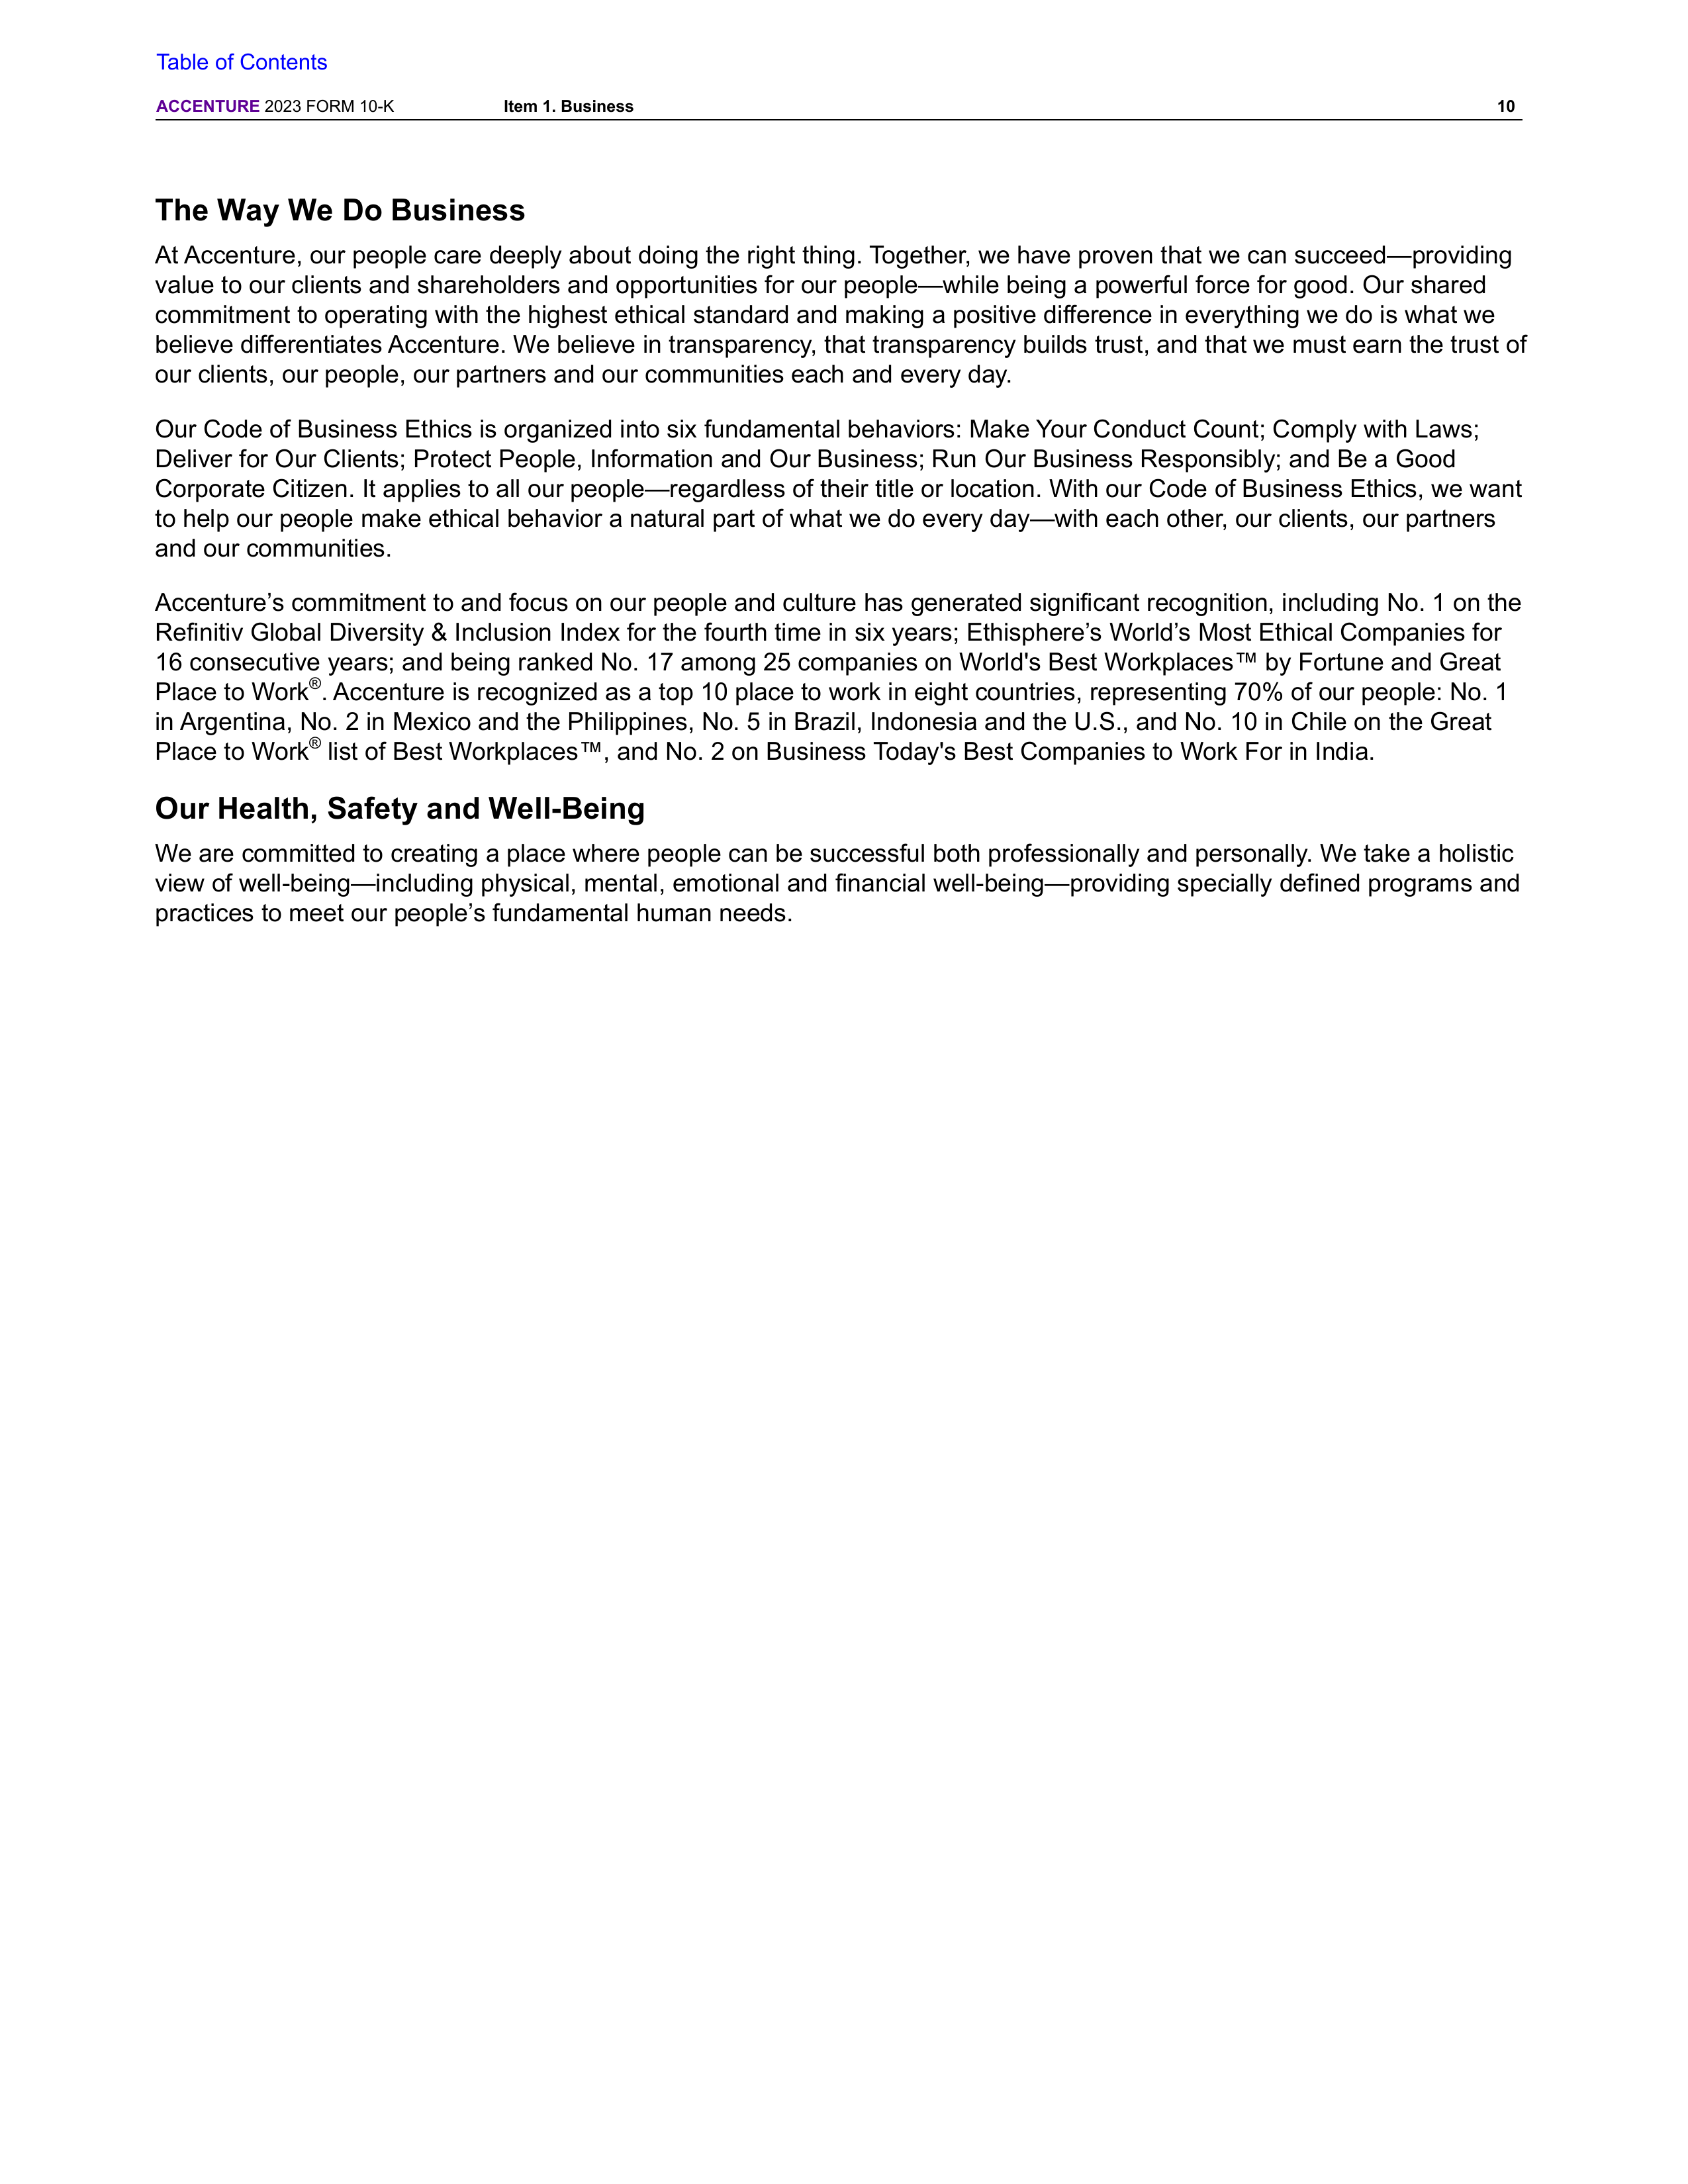 Table of Contents
ACCENTURE 2023 FORM 10-K Item 1. Business 10
The Way We Do Business
At Accenture, our people care deeply about doing the right thing. Together, we have proven that we can succeed—providing
value to our clients and shareholders and opportunities for our people—while being a powerful force for good. Our shared
commitment to operating with the highest ethical standard and making a positive difference in everything we do is what we
believe differentiates Accenture. We believe in transparency, that transparency builds trust, and that we must earn the trust of
our clients, our people, our partners and our communities each and every day.
Our Code of Business Ethics is organized into six fundamental behaviors: Make Your Conduct Count; Comply with Laws;
Deliver for Our Clients; Protect People, Information and Our Business; Run Our Business Responsibly; and Be a Good
Corporate Citizen. It applies to all our people—regardless of their title or location. With our Code of Business Ethics, we want
to help our people make ethical behavior a natural part of what we do every day—with each other, our clients, our partners
and our communities.
Accenture’s commitment to and focus on our people and culture has generated significant recognition, including No. 1 on the
Refinitiv Global Diversity & Inclusion Index for the fourth time in six years; Ethisphere’s World’s Most Ethical Companies for
16 consecutive years; and being ranked No. 17 among 25 companies on World's Best Workplaces™ by Fortune and Great
Place to Work®. Accenture is recognized as a top 10 place to work in eight countries, representing 70% of our people: No. 1
in Argentina, No. 2 in Mexico and the Philippines, No. 5 in Brazil, Indonesia and the U.S., and No. 10 in Chile on the Great
Place to Work® list of Best Workplaces™, and No. 2 on Business Today's Best Companies to Work For in India.
Our Health, Safety and Well-Being
We are committed to creating a place where people can be successful both professionally and personally. We take a holistic
view of well-being—including physical, mental, emotional and financial well-being—providing specially defined programs and
practices to meet our people’s fundamental human needs.